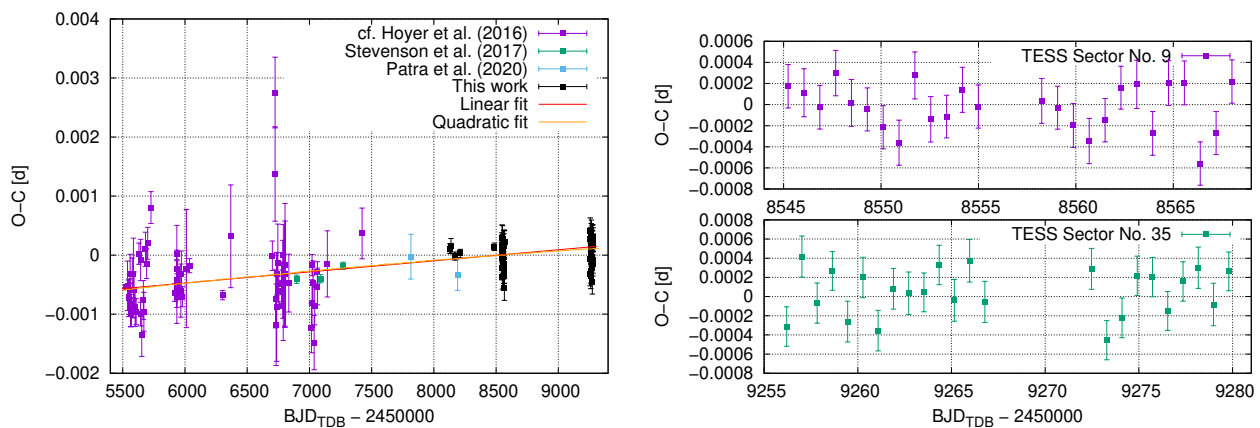 0.004
0.003
0.002
0.001
0
−0.001
−0.002
O−C [d]
5500 6000 6500 7000 7500 8000 8500 9000
BJD_TDB − 2450000
cf. Hoyer et al. (2016)
Stevenson et al. (2017)
Patra et al. (2020)
This work
Linear fit
Quadratic fit
0.0006
0.0004
0.0002
0
−0.0002
−0.0004
−0.0006
−0.0008
O−C [d]
TESS Sector No. 9
8545 8550 8555 8560 8565
0.0008
0.0006
0.0004
0.0002
0
−0.0002
−0.0004
−0.0006
−0.0008
O−C [d]
TESS Sector No. 35
9255 9260 9265 9270 9275 9280
BJD_TDB − 2450000